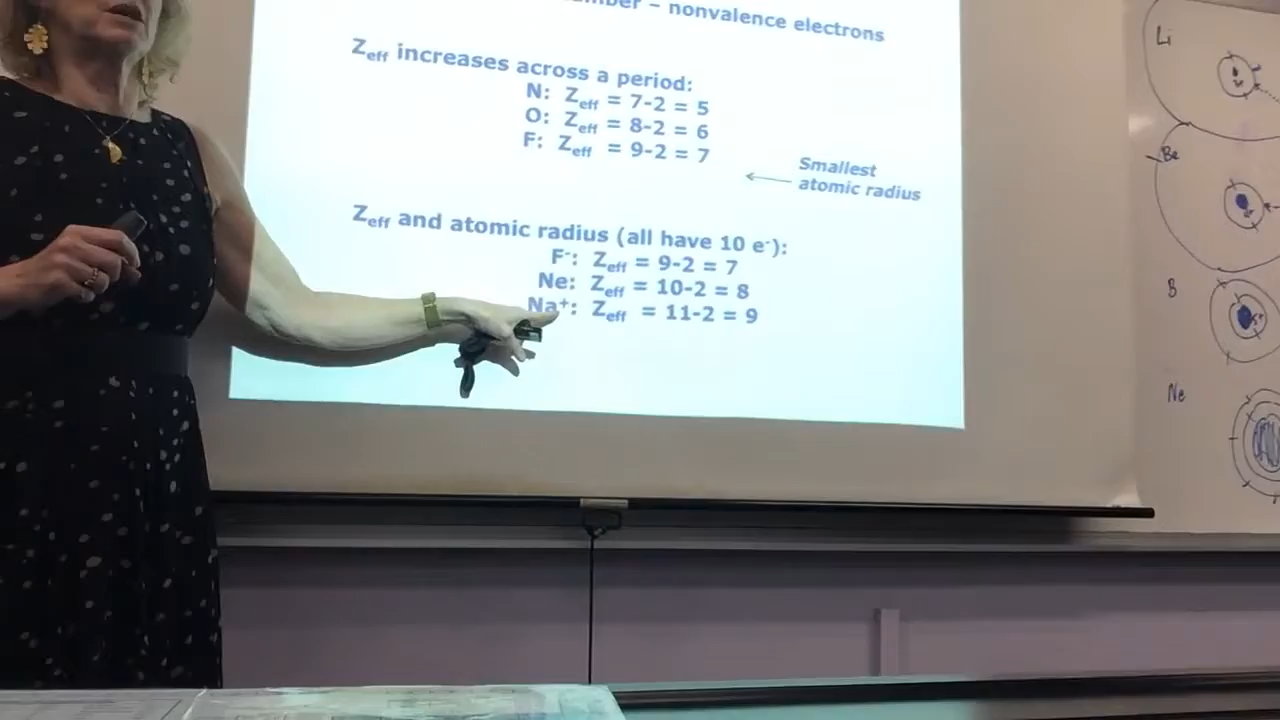 – nonvalence electrons
Zeff increases across a period:
N: Zeff = 7-2 = 5
O: Zeff = 8-2 = 6
F: Zeff = 9-2 = 7
Smallest
atomic radius
Zeff and atomic radius (all have 10 e-):
F-: Zeff = 9-2 = 7
Ne: Zeff = 10-2 = 8
Na+: Zeff = 11-2 = 9
Li
Be
B
Ne